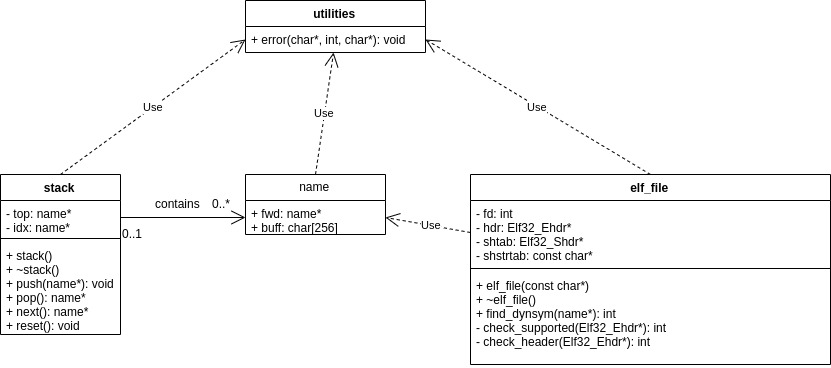 utilities
+ error(char*, int, char*): void
Use
Use
Use
stack
- top: name*
- idx: name*
+ stack()
+ ~stack()
+ push(name*): void
+ pop(): name*
+ next(): name*
+ reset(): void
contains 0..*
0..1
name
+ fwd: name*
+ buff: char[256]
Use
elf_file
- fd: int
- hdr: Elf32_Ehdr*
- shtab: Elf32_Shdr*
- shstrtab: const char*
+ elf_file(const char*)
+ ~elf_file()
+ find_dynsym(name*): int
- check_supported(Elf32_Ehdr*): int
- check_header(Elf32_Ehdr*): int